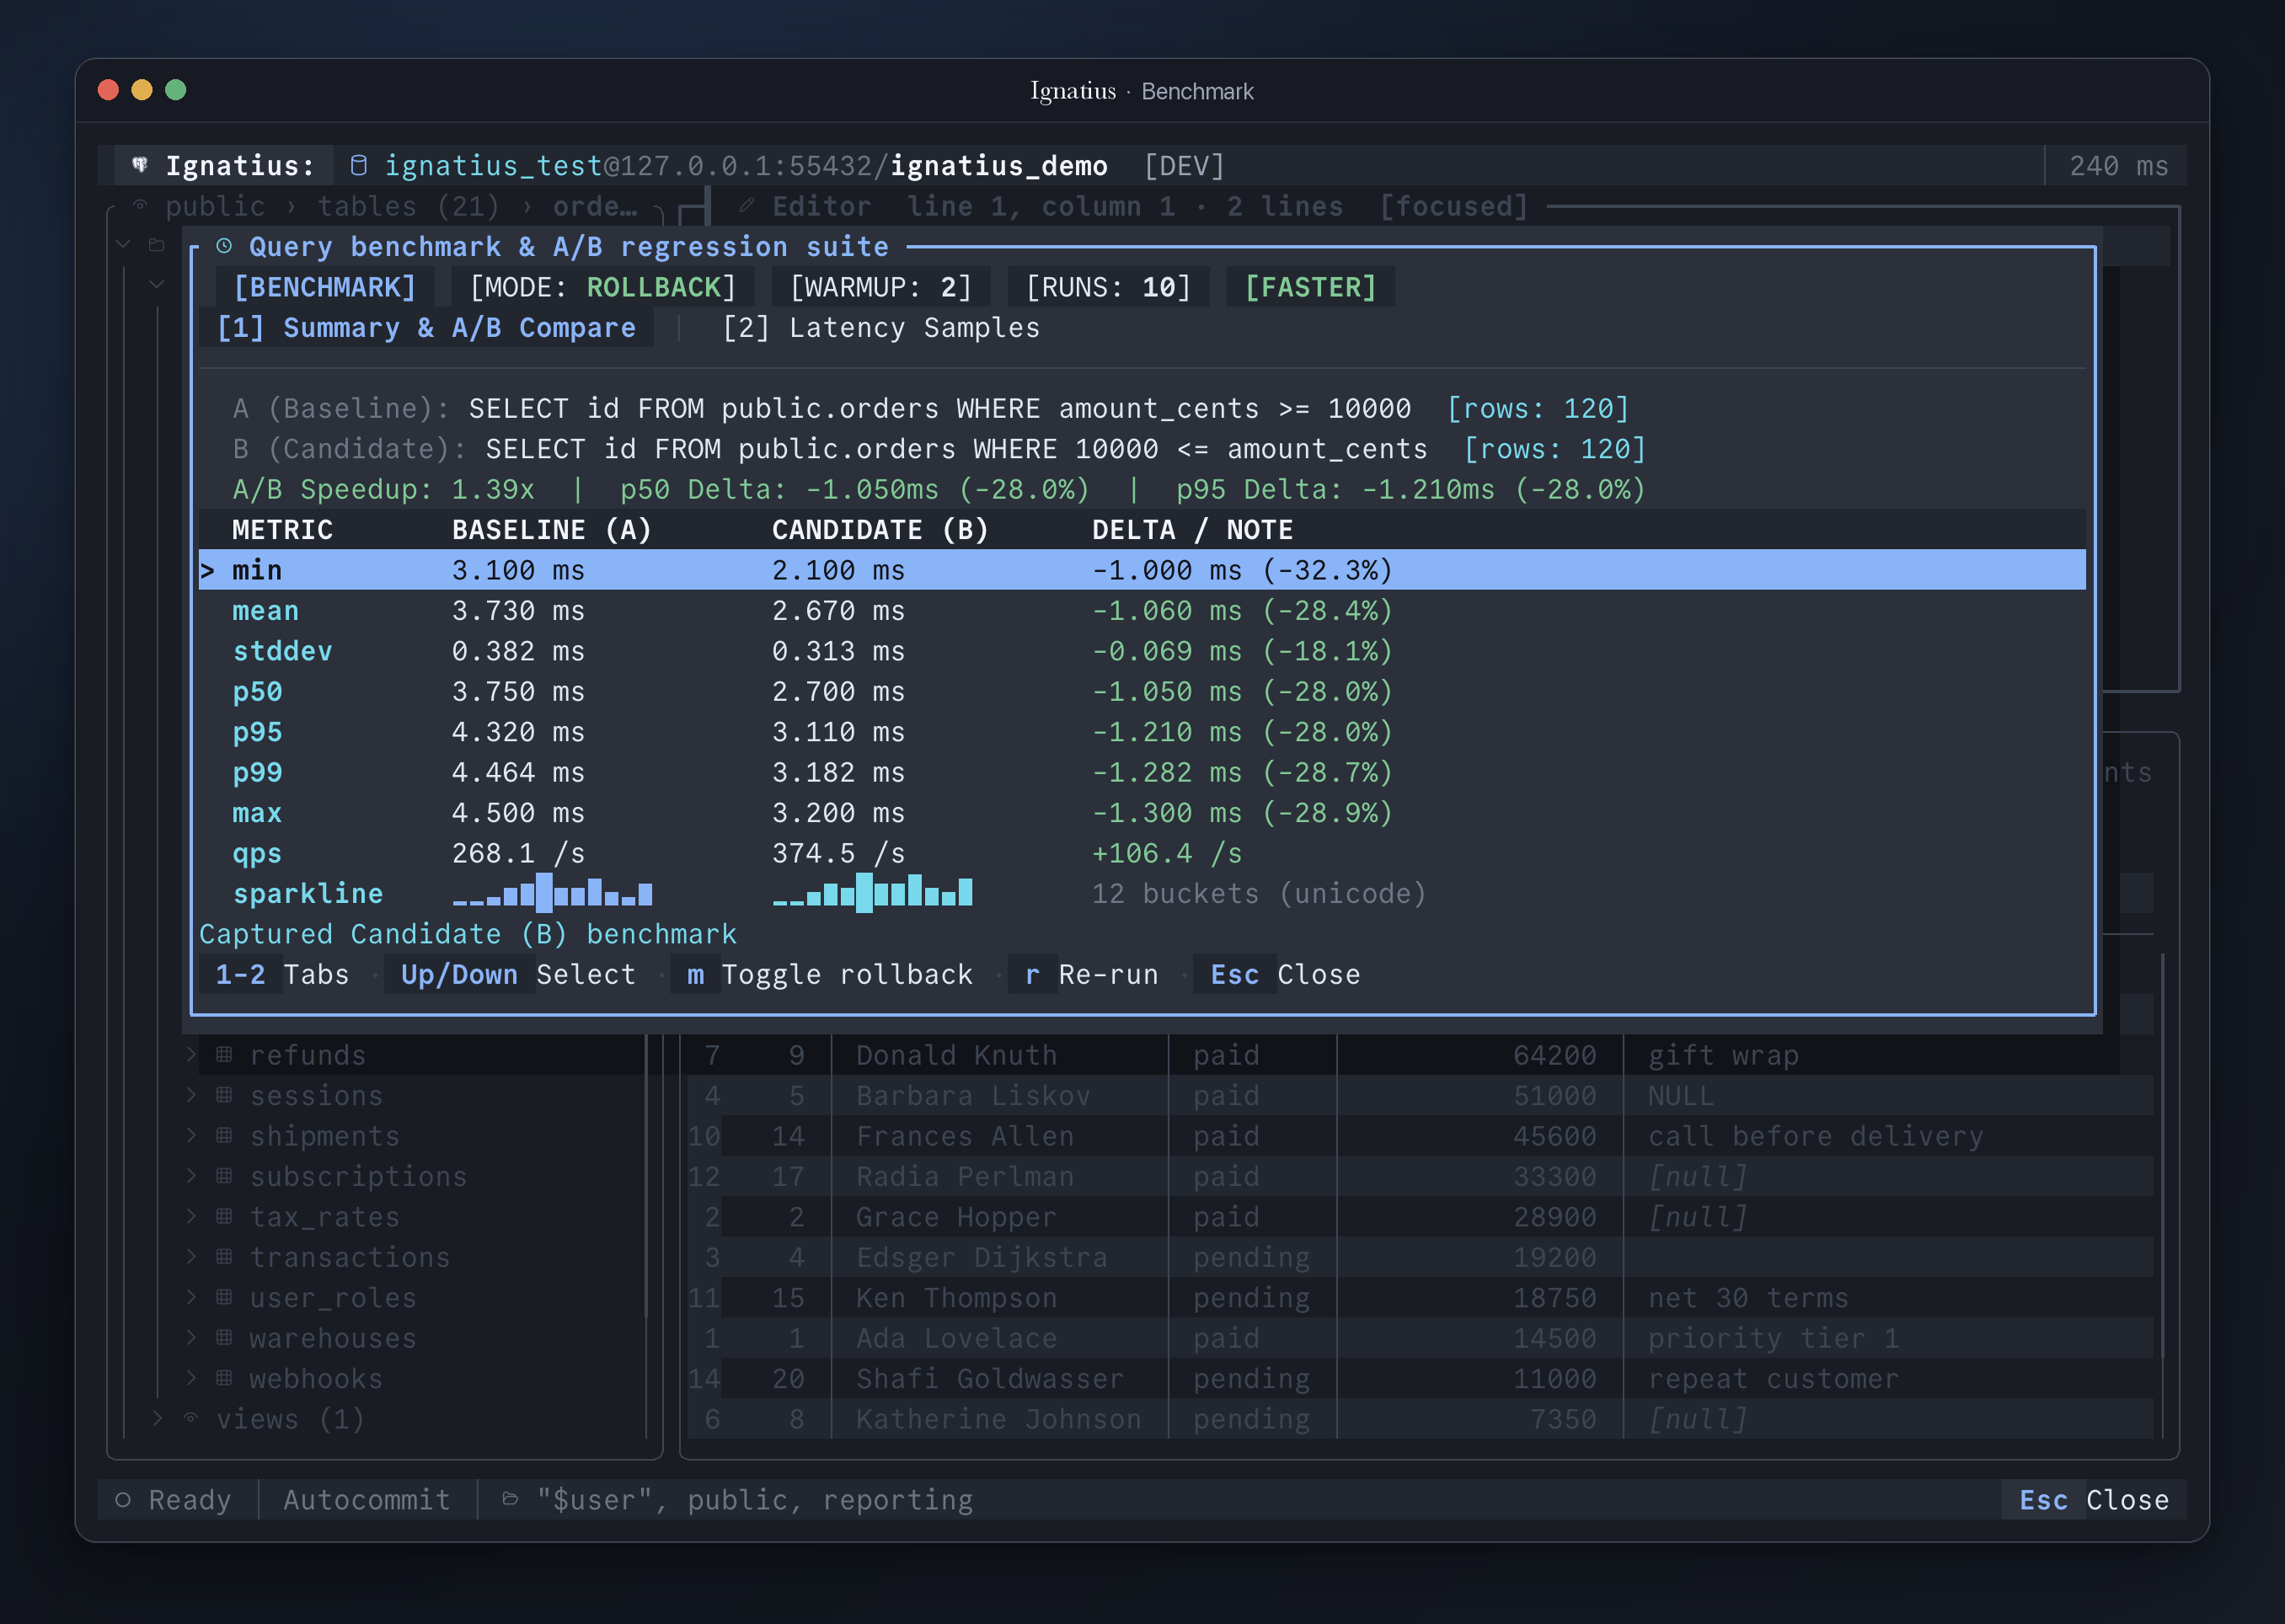 Ignatius · Benchmark
Ignatius: ignatius_test@127.0.0.1:55432/ignatius_demo [DEV] 240 ms
public › tables (21) › orde…
Editor line 1, column 1 · 2 lines [focused]
Query benchmark & A/B regression suite
[BENCHMARK] [MODE: ROLLBACK] [WARMUP: 2] [RUNS: 10] [FASTER]
[1] Summary & A/B Compare | [2] Latency Samples
A (Baseline): SELECT id FROM public.orders WHERE amount_cents >= 10000 [rows: 120]
B (Candidate): SELECT id FROM public.orders WHERE 10000 <= amount_cents [rows: 120]
A/B Speedup: 1.39x | p50 Delta: -1.050ms (-28.0%) | p95 Delta: -1.210ms (-28.0%)
METRIC BASELINE (A) CANDIDATE (B) DELTA / NOTE
> min 3.100 ms 2.100 ms -1.000 ms (-32.3%)
mean 3.730 ms 2.670 ms -1.060 ms (-28.4%)
stddev 0.382 ms 0.313 ms -0.069 ms (-18.1%)
p50 3.750 ms 2.700 ms -1.050 ms (-28.0%)
p95 4.320 ms 3.110 ms -1.210 ms (-28.0%)
p99 4.464 ms 3.182 ms -1.282 ms (-28.7%)
nts
max 4.500 ms 3.200 ms -1.300 ms (-28.9%)
qps 268.1 /s 374.5 /s +106.4 /s
sparkline 12 buckets (unicode)
Captured Candidate (B) benchmark
1-2 Tabs · Up/Down Select · m Toggle rollback · r Re-run · Esc Close
refunds
sessions
shipments
subscriptions
tax_rates
transactions
user_roles
warehouses
webhooks
views (1)
7 9 Donald Knuth paid 64200 gift wrap
4 5 Barbara Liskov paid 51000 NULL
10 14 Frances Allen paid 45600 call before delivery
12 17 Radia Perlman paid 33300 [null]
2 2 Grace Hopper paid 28900 [null]
3 4 Edsger Dijkstra pending 19200
11 15 Ken Thompson pending 18750 net 30 terms
1 1 Ada Lovelace paid 14500 priority tier 1
14 20 Shafi Goldwasser pending 11000 repeat customer
6 8 Katherine Johnson pending 7350 [null]
Ready Autocommit "$user", public, reporting Esc Close